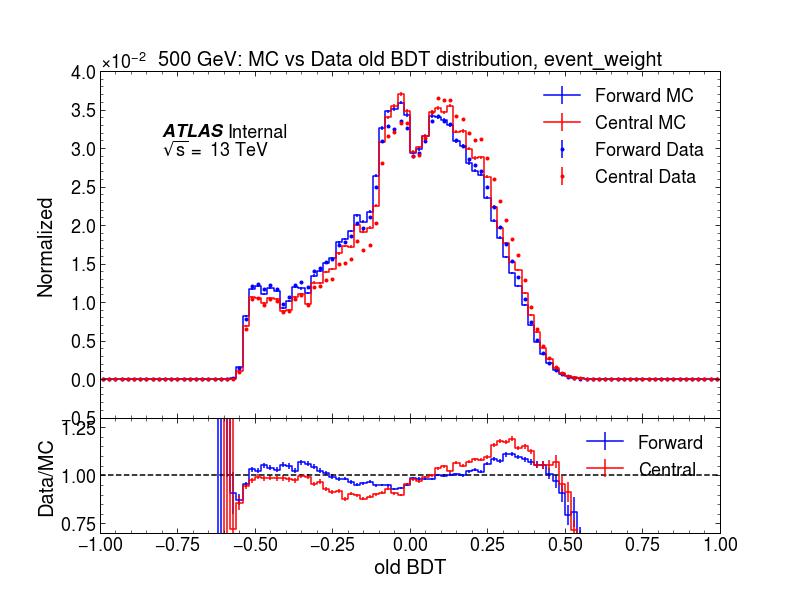 ×10⁻² 500 GeV: MC vs Data old BDT distribution, event_weight
4.0
3.5
3.0
2.5
2.0
1.5
1.0
0.5
0.0
0.5
Normalized
ATLAS Internal
√s = 13 TeV
Forward MC
Central MC
Forward Data
Central Data
1.25
1.00
0.75
Data/MC
Forward
Central
−1.00 −0.75 −0.50 −0.25 0.00 0.25 0.50 0.75 1.00
old BDT